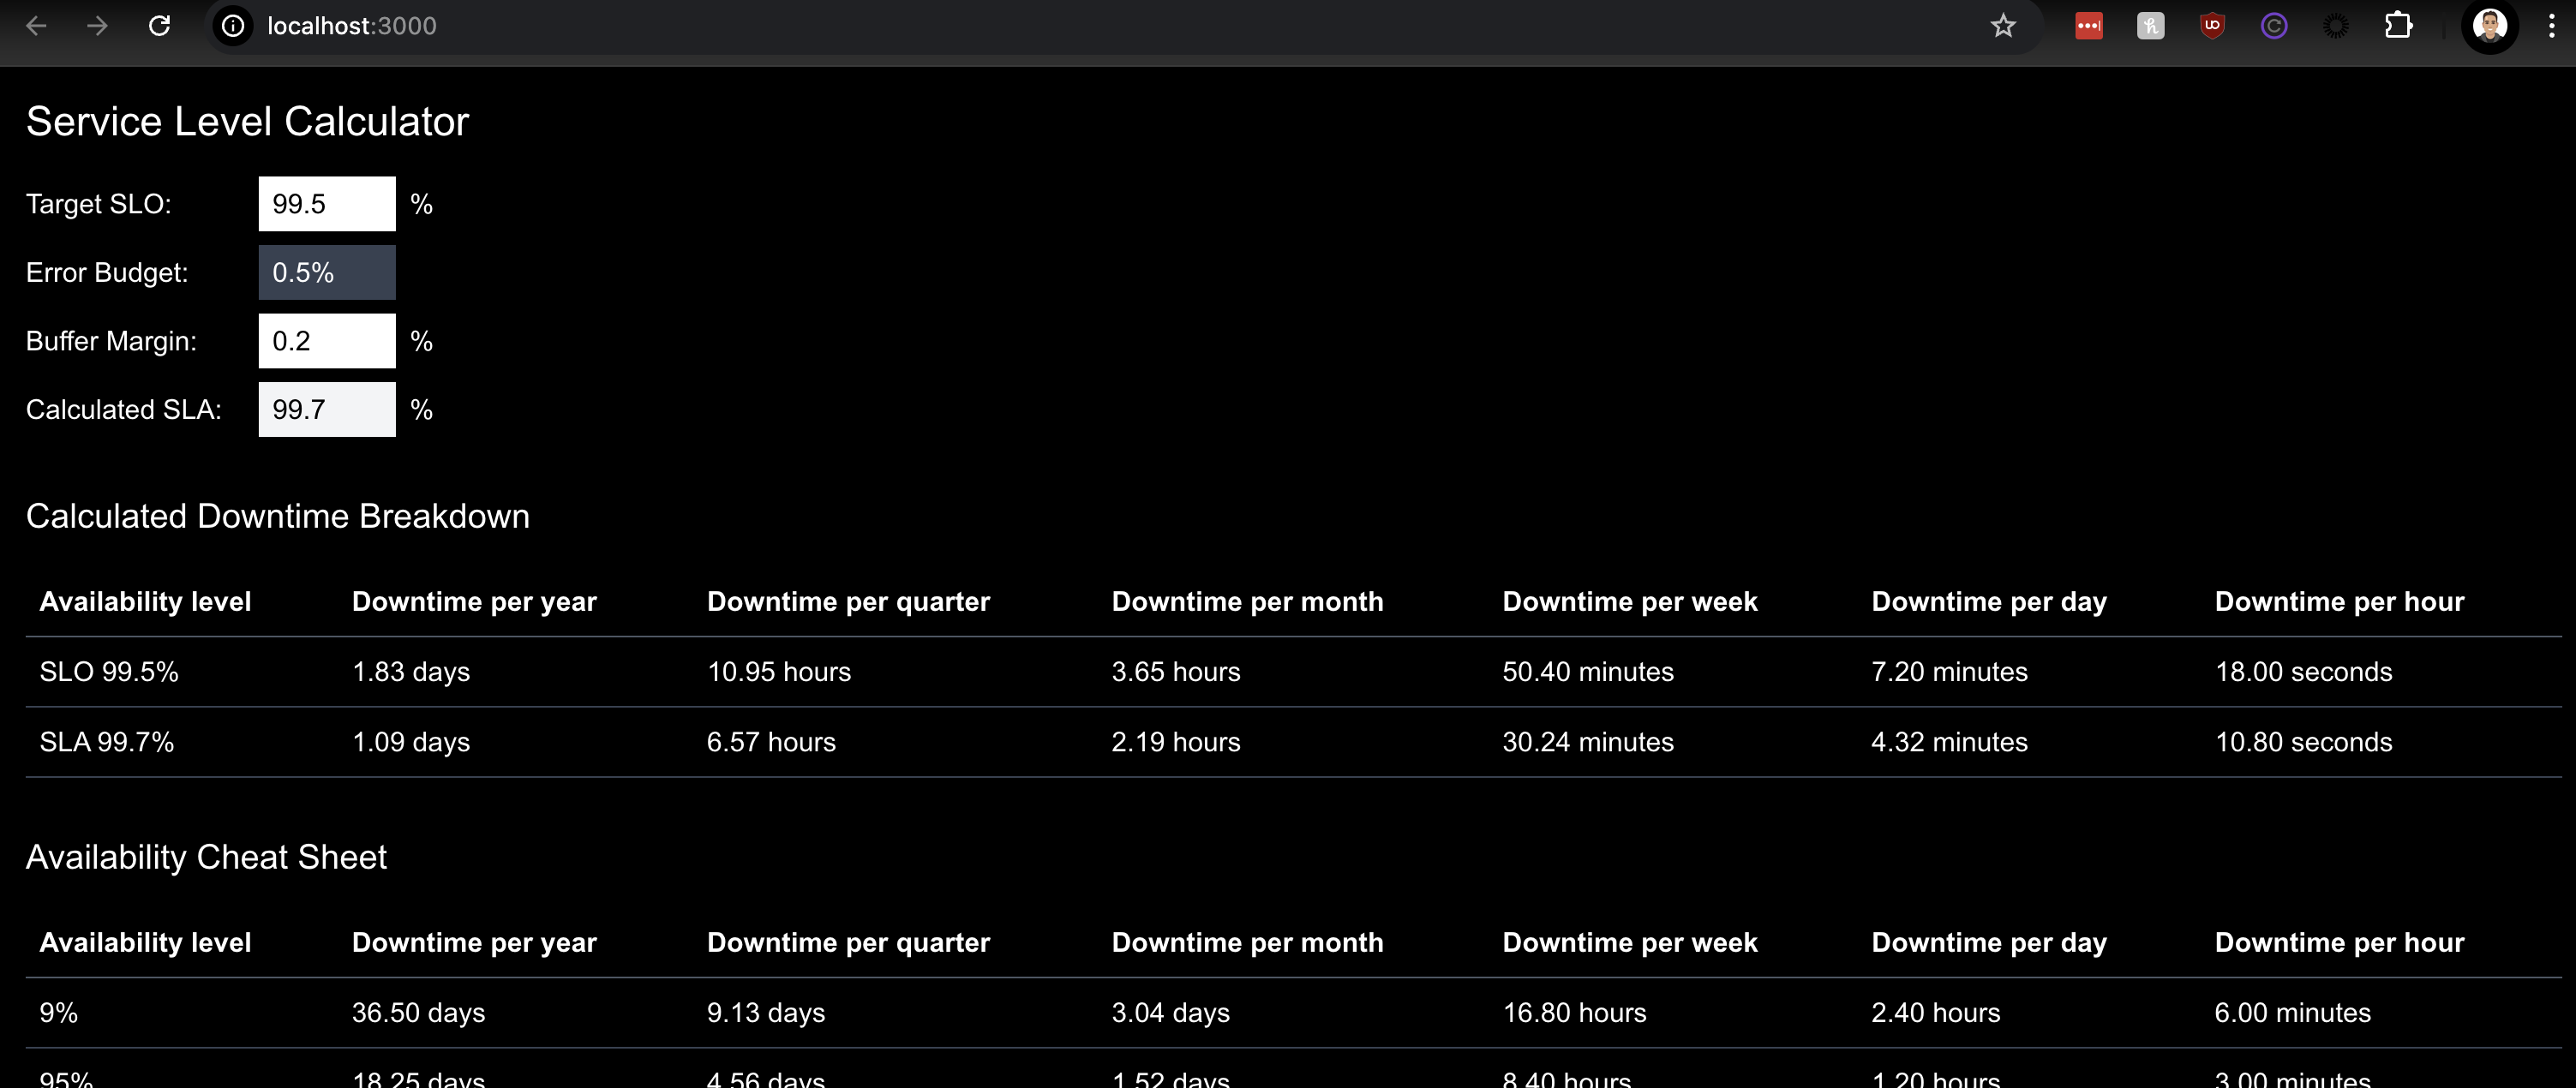 localhost:3000
Service Level Calculator
Target SLO: 99.5 %
Error Budget: 0.5%
Buffer Margin: 0.2 %
Calculated SLA: 99.7 %
Calculated Downtime Breakdown
Availability level Downtime per year Downtime per quarter Downtime per month Downtime per week Downtime per day Downtime per hour
SLO 99.5% 1.83 days 10.95 hours 3.65 hours 50.40 minutes 7.20 minutes 18.00 seconds
SLA 99.7% 1.09 days 6.57 hours 2.19 hours 30.24 minutes 4.32 minutes 10.80 seconds
Availability Cheat Sheet
Availability level Downtime per year Downtime per quarter Downtime per month Downtime per week Downtime per day Downtime per hour
9% 36.50 days 9.13 days 3.04 days 16.80 hours 2.40 hours 6.00 minutes
95% 18.25 days 4.56 days 1.52 days 8.40 hours 1.20 hours 3.00 minutes